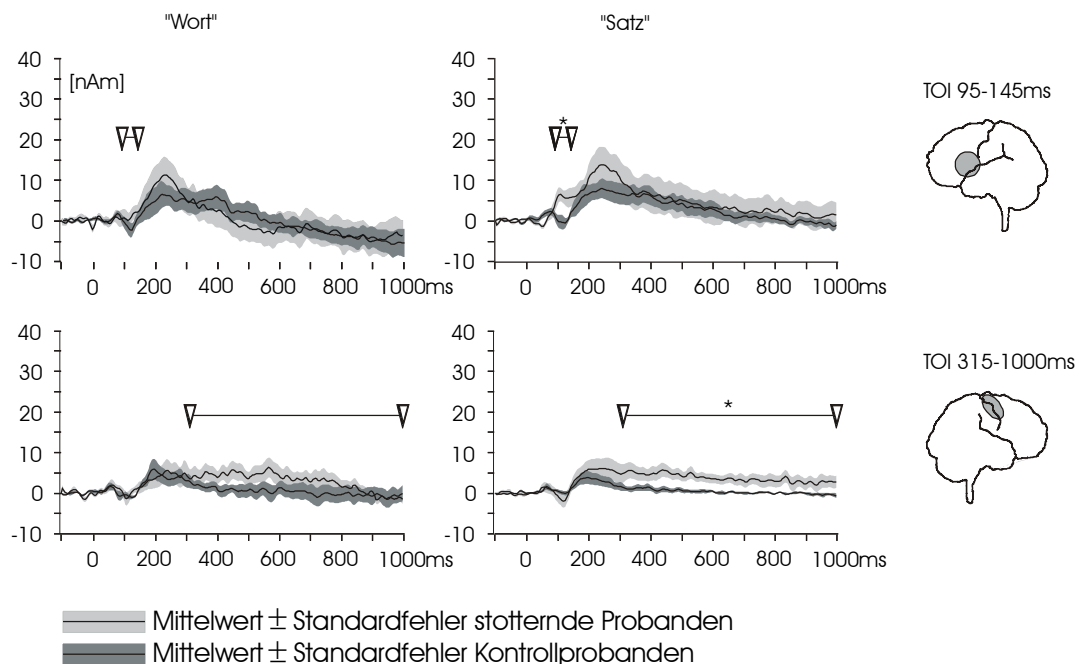 "Wort"
"Satz"
40
30
20
10
0
-10
[nAm]
0 200 400 600 800 1000ms
40
30
20
10
0
-10
*
0 200 400 600 800 1000ms
TOI 95-145ms
40
30
20
10
0
-10
0 200 400 600 800 1000ms
40
30
20
10
0
-10
*
0 200 400 600 800 1000ms
TOI 315-1000ms
Mittelwert ± Standardfehler stotternde Probanden
Mittelwert ± Standardfehler Kontrollprobanden